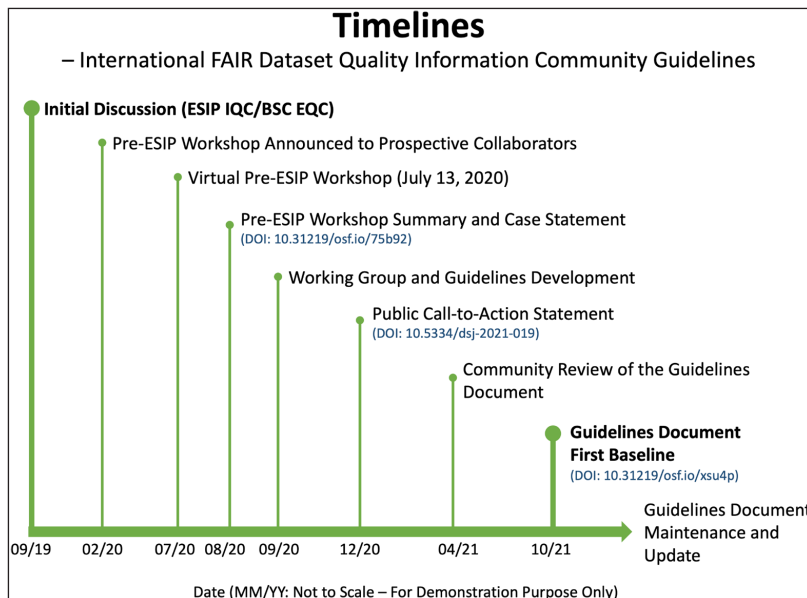 Timelines
– International FAIR Dataset Quality Information Community Guidelines
Initial Discussion (ESIP IQC/BSC EQC)
Pre-ESIP Workshop Announced to Prospective Collaborators
Virtual Pre-ESIP Workshop (July 13, 2020)
Pre-ESIP Workshop Summary and Case Statement
(DOI: 10.31219/osf.io/75b92)
Working Group and Guidelines Development
Public Call-to-Action Statement
(DOI: 10.5334/dsj-2021-019)
Community Review of the Guidelines
Document
Guidelines Document
First Baseline
(DOI: 10.31219/osf.io/xsu4p)
Guidelines Document
Maintenance and
Update
09/19 02/20 07/20 08/20 09/20 12/20 04/21 10/21
Date (MM/YY: Not to Scale – For Demonstration Purpose Only)